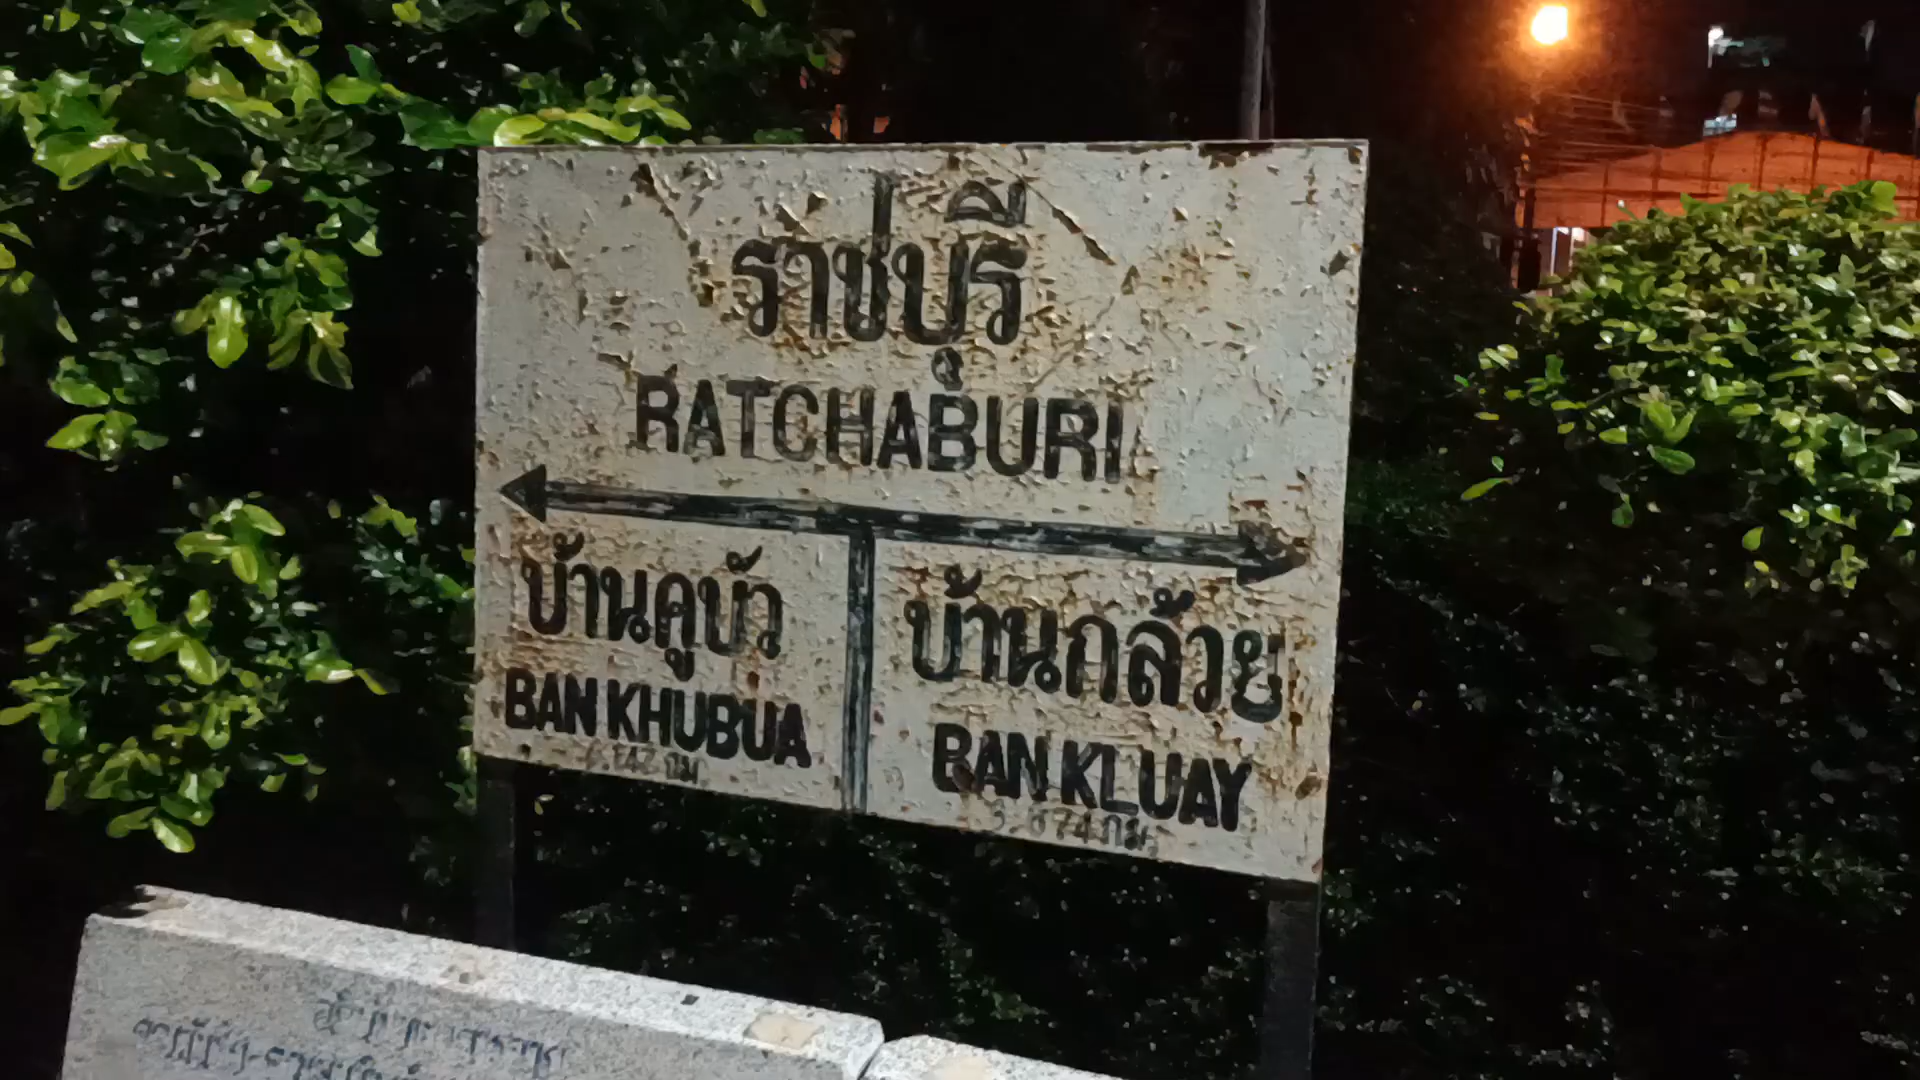 ราชบุรี
RATCHABURI
บ้านคูบัว
BAN KHUBUA
บ้านกล้วย
BAN KLUAY